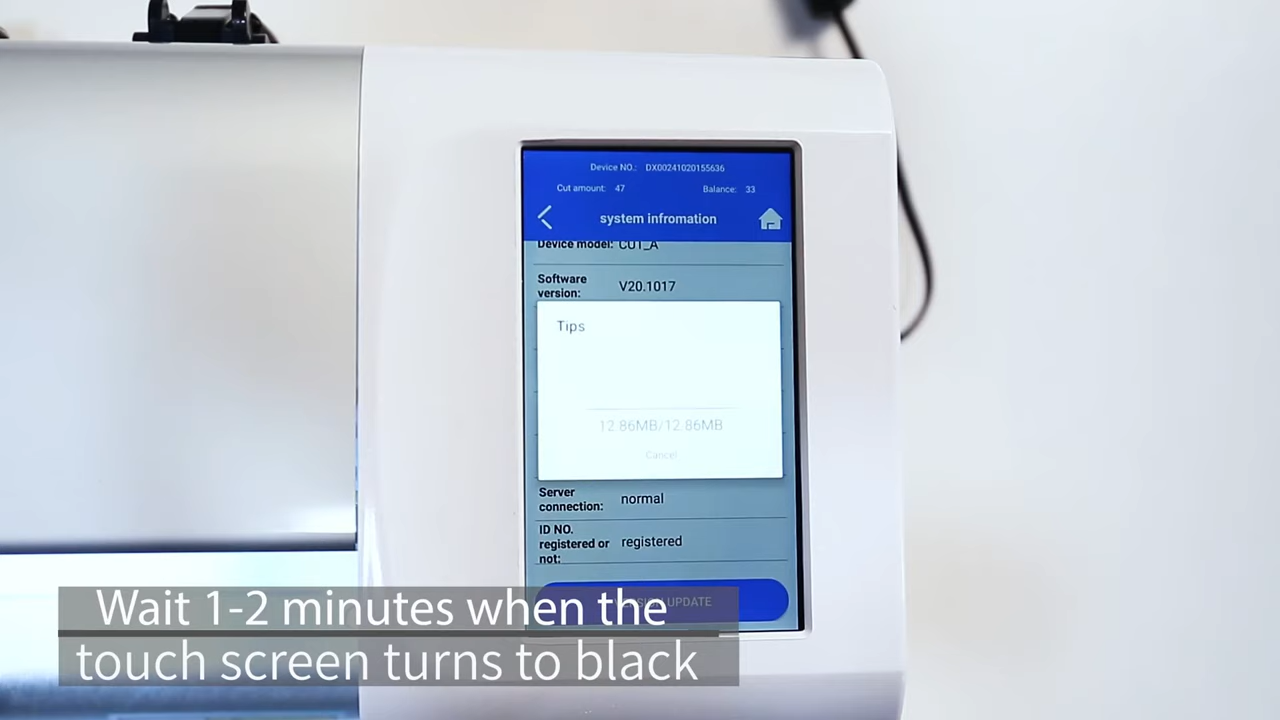 Device NO.: DX00241020155636
Cut amount: 47 Balance: 33
system infromation
Device model: CUT_A
Software
version: V20.1017
Tips
12.86MB/12.86MB
Cancel
Server
connection: normal
ID NO.
registered or
not: registered
UPDATE
Wait 1-2 minutes when the
touch screen turns to black